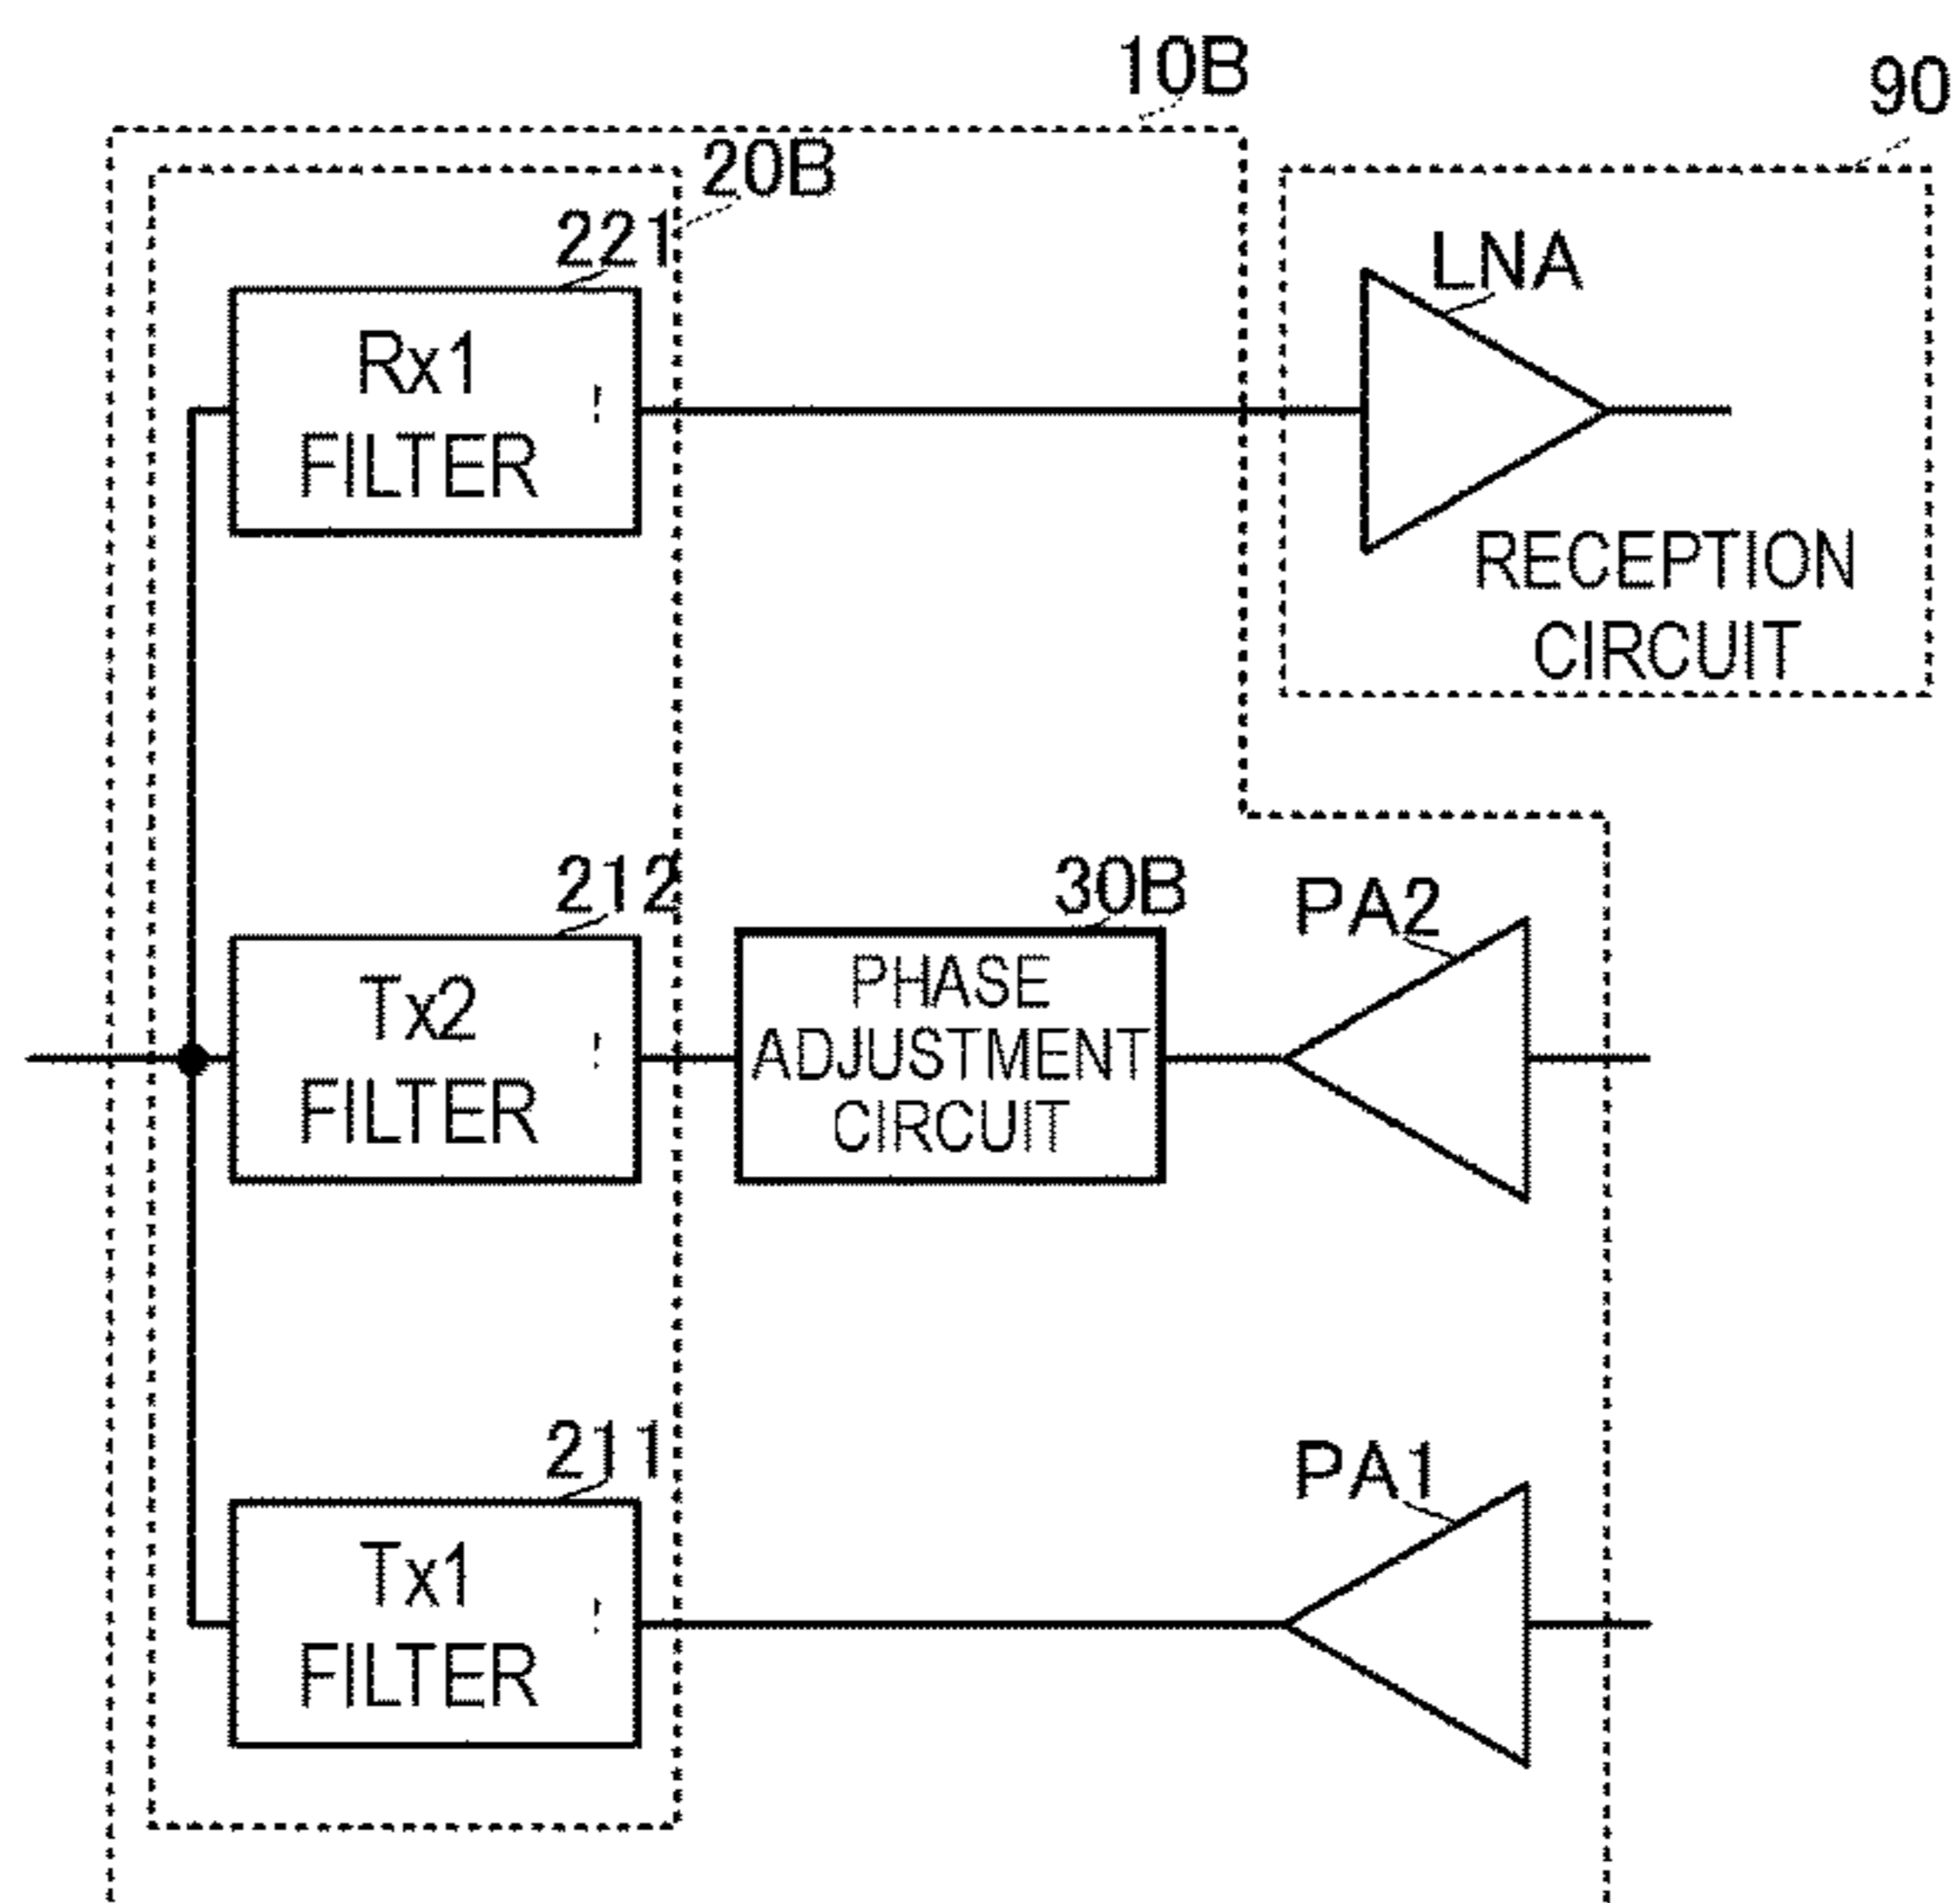 10B
90
20B
221
LNA
Rx1
FILTER
RECEPTION
CIRCUIT
212
30B
PA2
Tx2
FILTER
PHASE
ADJUSTMENT
CIRCUIT
211
PA1
Tx1
FILTER